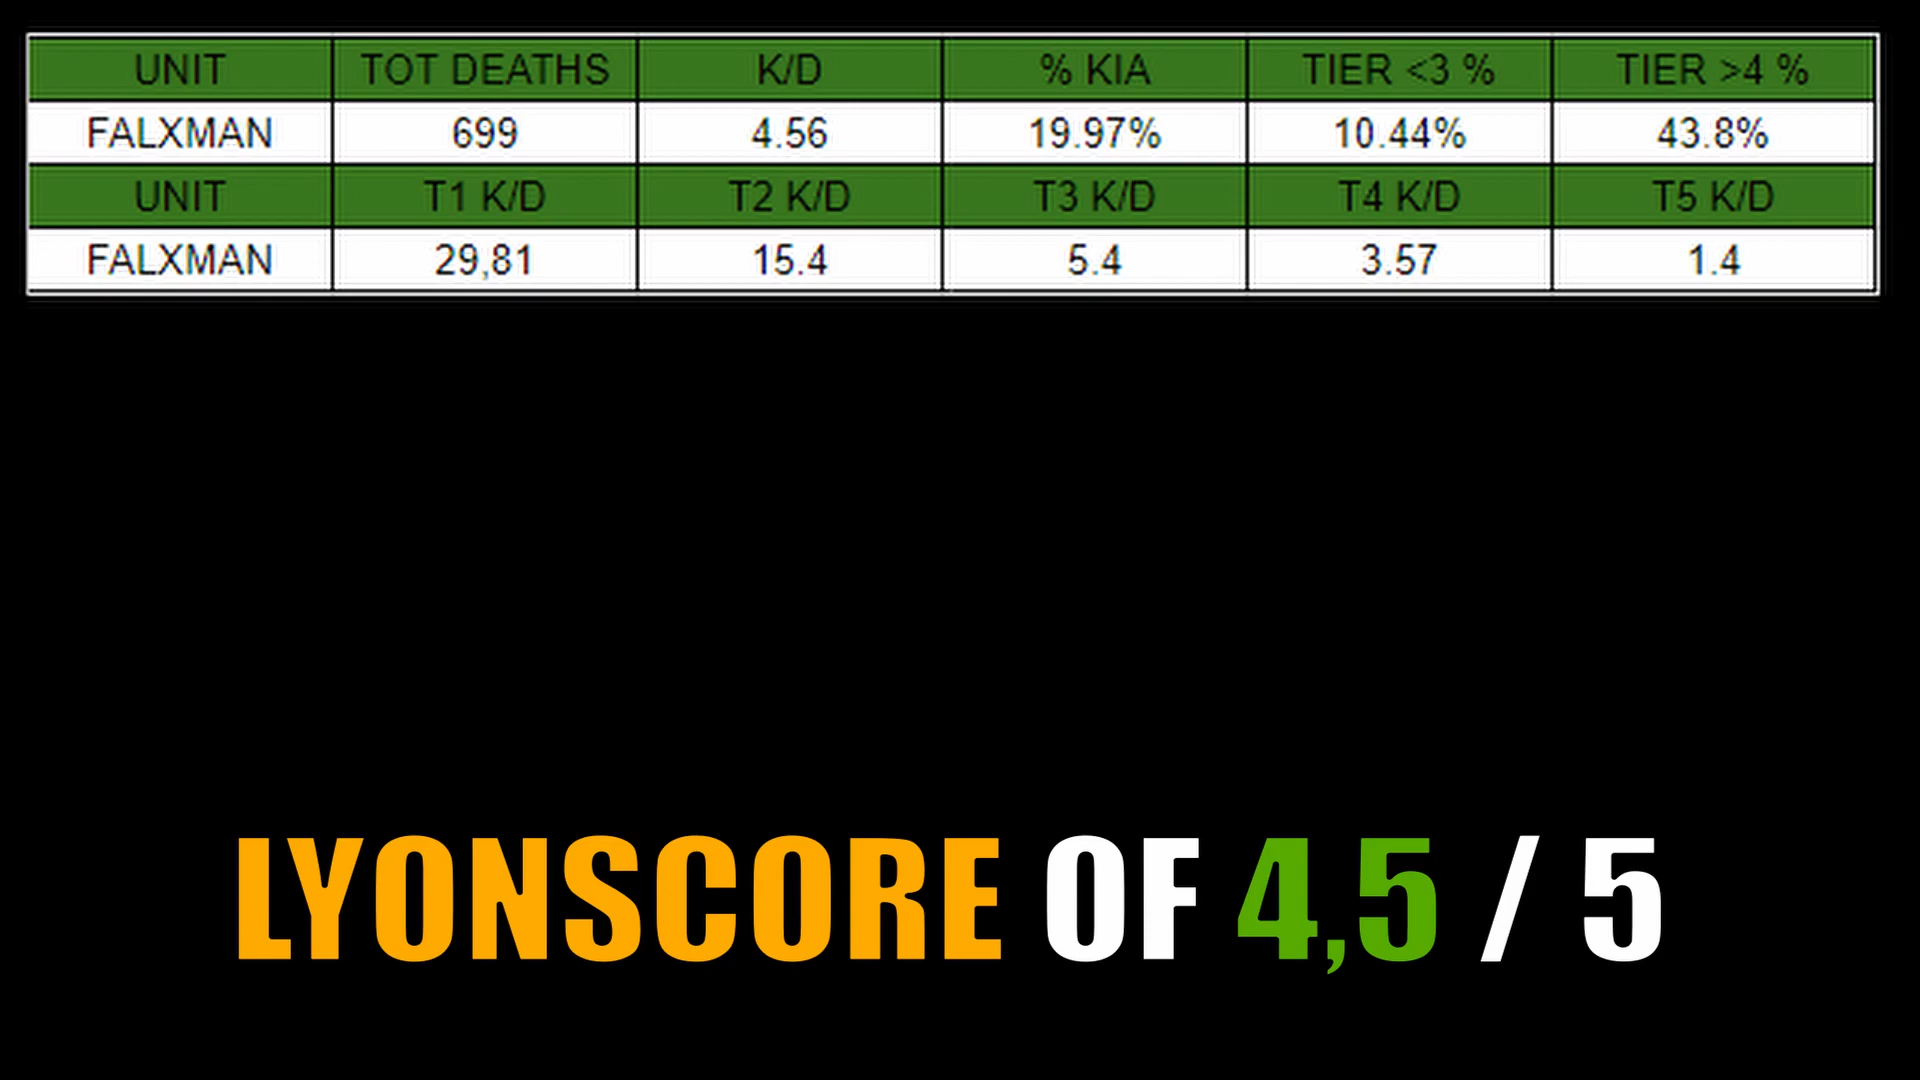 UNIT TOT DEATHS K/D % KIA TIER <3 % TIER >4 %
FALXMAN 699 4.56 19.97% 10.44% 43.8%
UNIT T1 K/D T2 K/D T3 K/D T4 K/D T5 K/D
FALXMAN 29,81 15.4 5.4 3.57 1.4
LYONSCORE OF 4,5 / 5